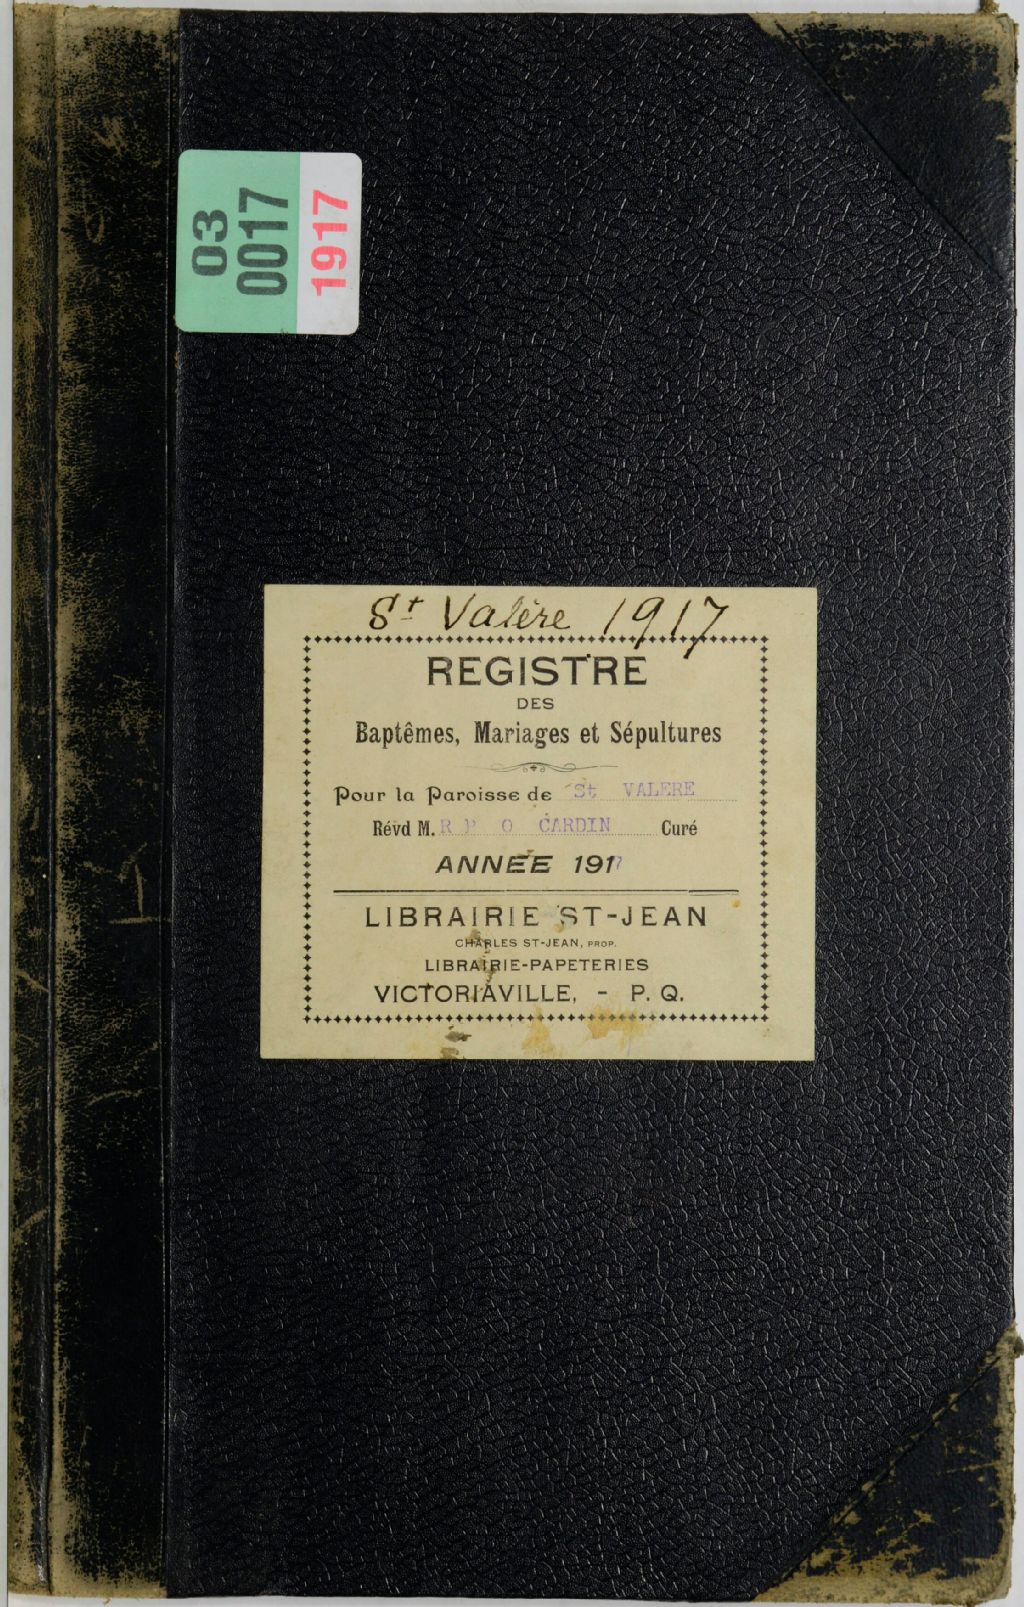 03
0017
1917
St Valère 1917
REGISTRE
DES
Baptêmes, Mariages et Sépultures
Pour la Paroisse de St VALERE
Révd M. R P O CARDIN Curé
ANNÉE 1917
LIBRAIRIE ST-JEAN
CHARLES ST-JEAN, PROP.
LIBRAIRIE-PAPETERIES
VICTORIAVILLE, - P. Q.